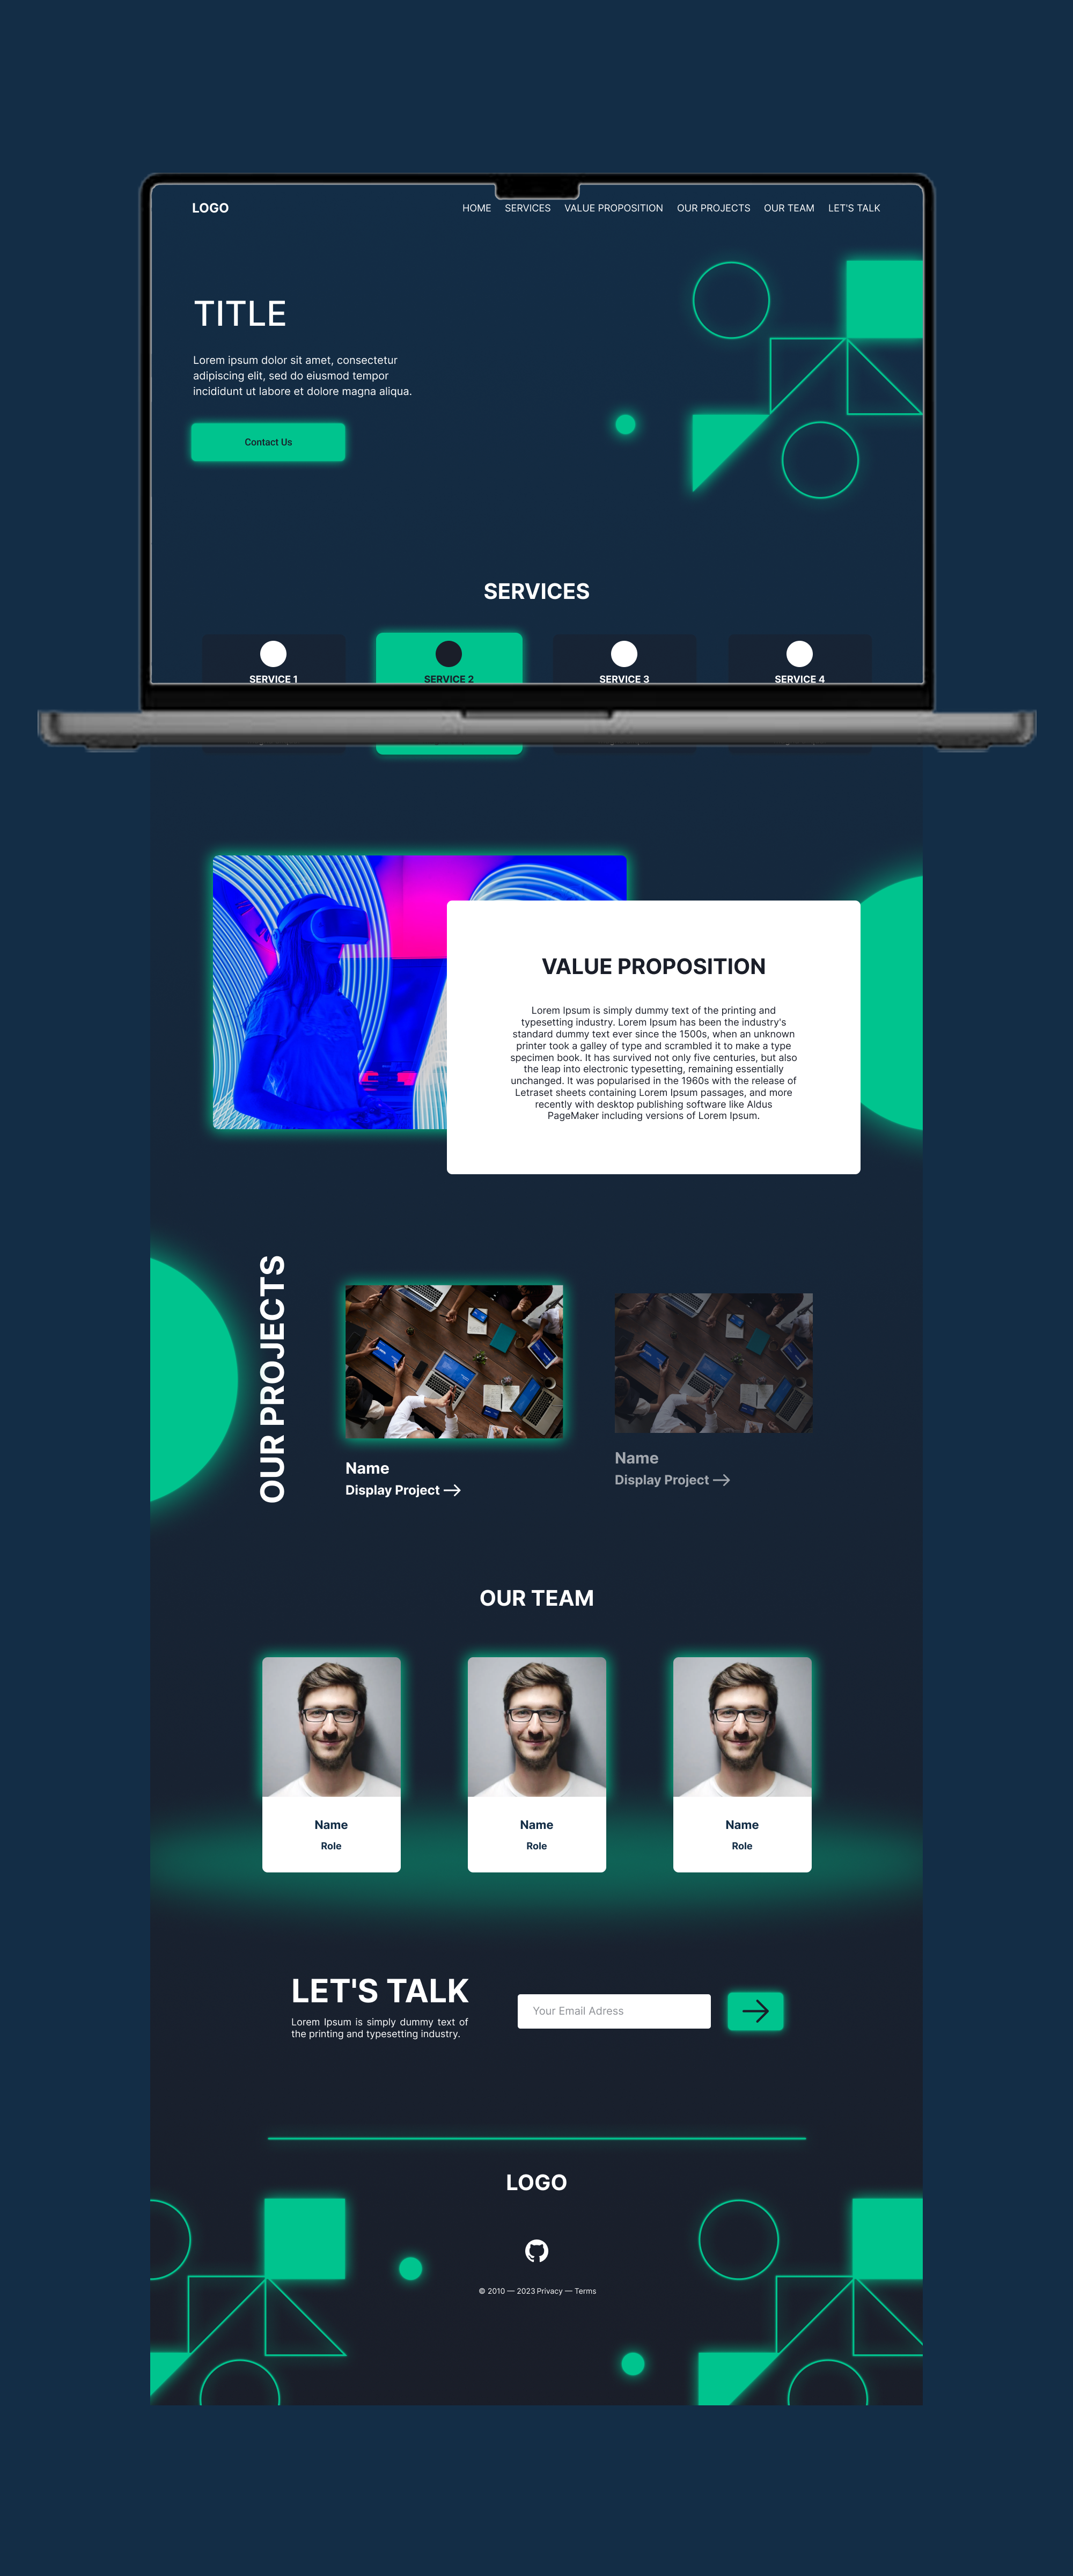 LOGO
HOME SERVICES VALUE PROPOSITION OUR PROJECTS OUR TEAM LET'S TALK
TITLE
Lorem ipsum dolor sit amet, consectetur
adipiscing elit, sed do eiusmod tempor
incididunt ut labore et dolore magna aliqua.
Contact Us
SERVICES
SERVICE 1
SERVICE 2
SERVICE 3
SERVICE 4
VALUE PROPOSITION
Lorem Ipsum is simply dummy text of the printing and
typesetting industry. Lorem Ipsum has been the industry's
standard dummy text ever since the 1500s, when an unknown
printer took a galley of type and scrambled it to make a type
specimen book. It has survived not only five centuries, but also
the leap into electronic typesetting, remaining essentially
unchanged. It was popularised in the 1960s with the release of
Letraset sheets containing Lorem Ipsum passages, and more
recently with desktop publishing software like Aldus
PageMaker including versions of Lorem Ipsum.
OUR PROJECTS
Name
Display Project
Name
Display Project
OUR TEAM
Name
Role
Name
Role
Name
Role
LET'S TALK
Lorem Ipsum is simply dummy text of
the printing and typesetting industry.
Your Email Adress
LOGO
© 2010 — 2023 Privacy — Terms